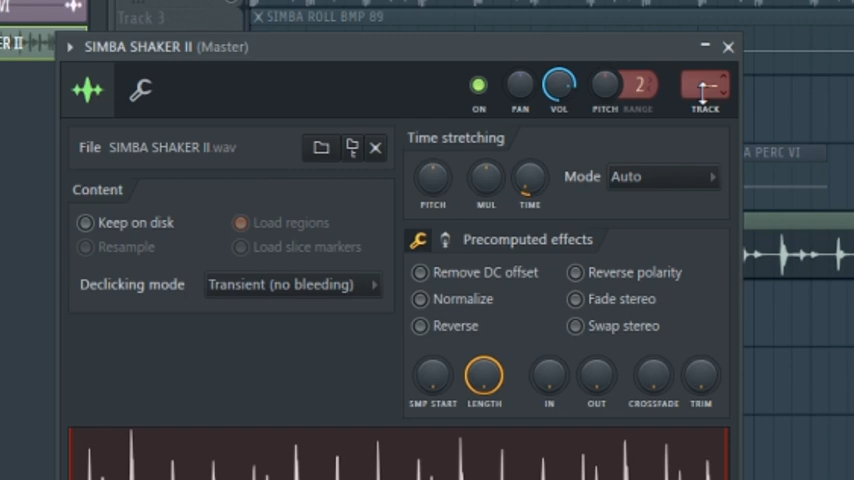 VI
Track 3
SIMBA ROLL BMP 89
ER II
SIMBA SHAKER II (Master)
ON
PAN
VOL
PITCH
RANGE
2
TRACK
File SIMBA SHAKER II.wav
Content
Keep on disk
Load regions
Resample
Load slice markers
Declicking mode
Transient (no bleeding)
Time stretching
PITCH
MUL
TIME
Mode
Auto
A PERC VI
Precomputed effects
Remove DC offset
Reverse polarity
Normalize
Fade stereo
Reverse
Swap stereo
SMP START
LENGTH
IN
OUT
CROSSFADE
TRIM